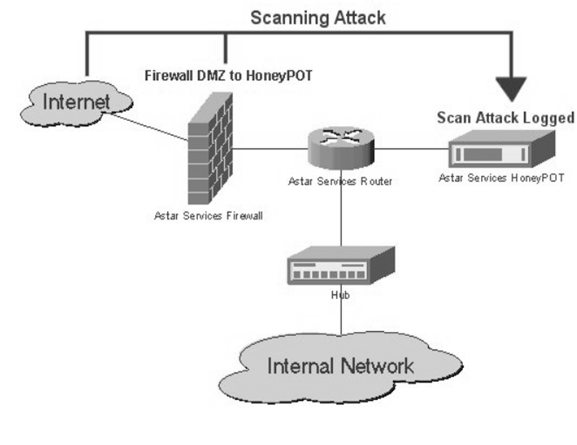 Scanning Attack
Firewall DMZ to HoneyPOT
Internet
Scan Attack Logged
Astar Services Router
Astar Services HoneyPOT
Astar Services Firewall
Hub
Internal Network